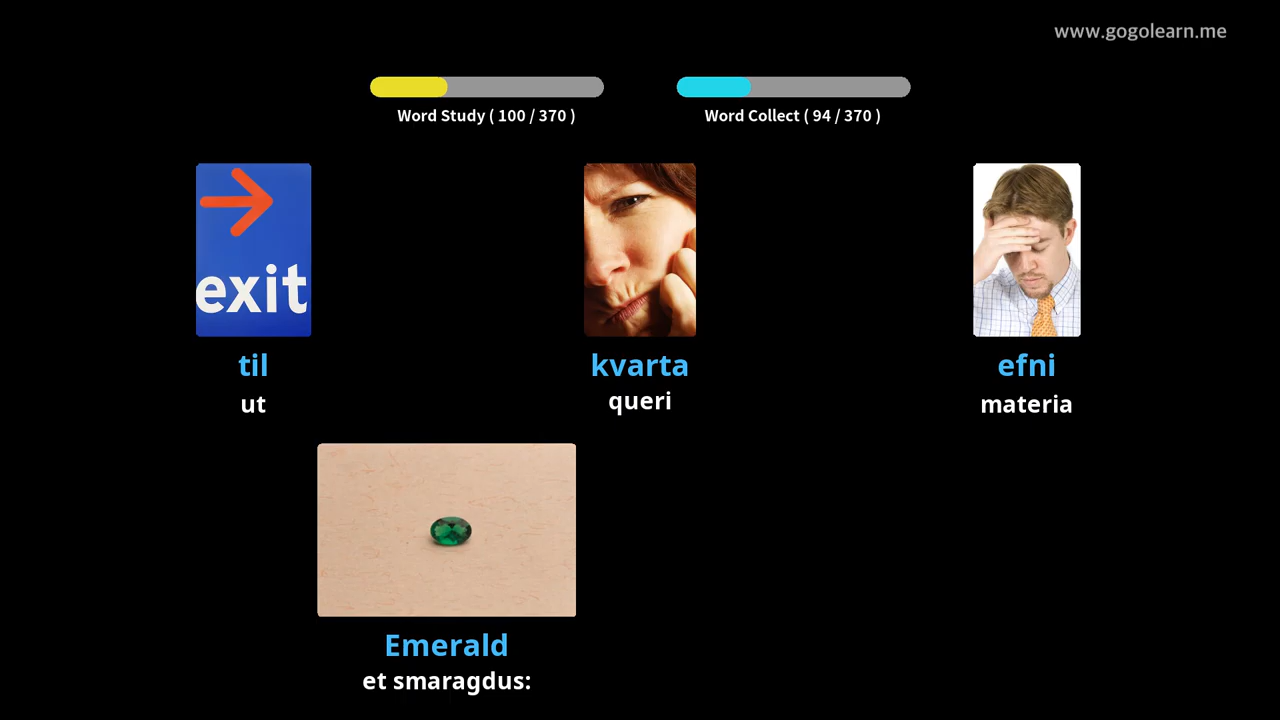 www.gogolearn.me
Word Study ( 100 / 370 )
Word Collect ( 94 / 370 )
exit
til
ut
kvarta
queri
efni
materia
Emerald
et smaragdus: